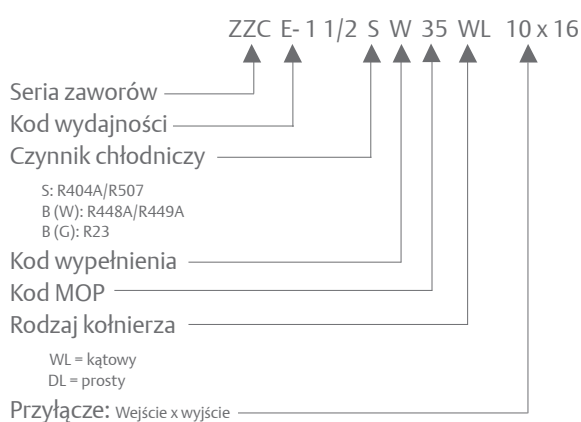 ZZC E- 1 1/2 S W 35 WL 10 x 16
Seria zaworów
Kod wydajności
Czynnik chłodniczy
S: R404A/R507
B (W): R448A/R449A
B (G): R23
Kod wypełnienia
Kod MOP
Rodzaj kołnierza
WL = kątowy
DL = prosty
Przyłącze: Wejście x wyjście